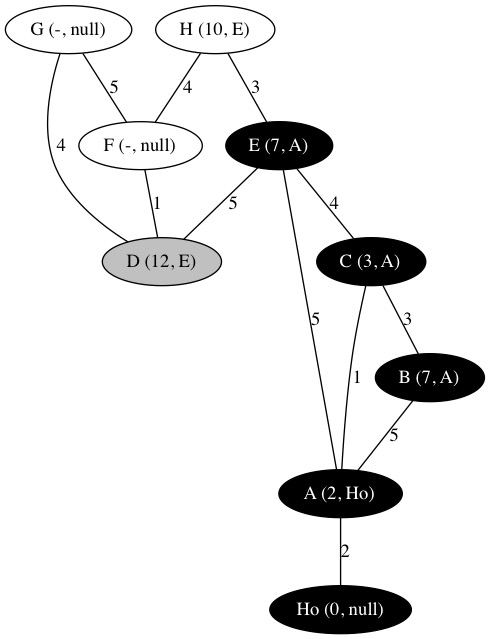 G (-, null)
H (10, E)
5
4
3
4
F (-, null)
E (7, A)
1
5
4
D (12, E)
C (3, A)
5
3
1
B (7, A)
5
A (2, Ho)
2
Ho (0, null)